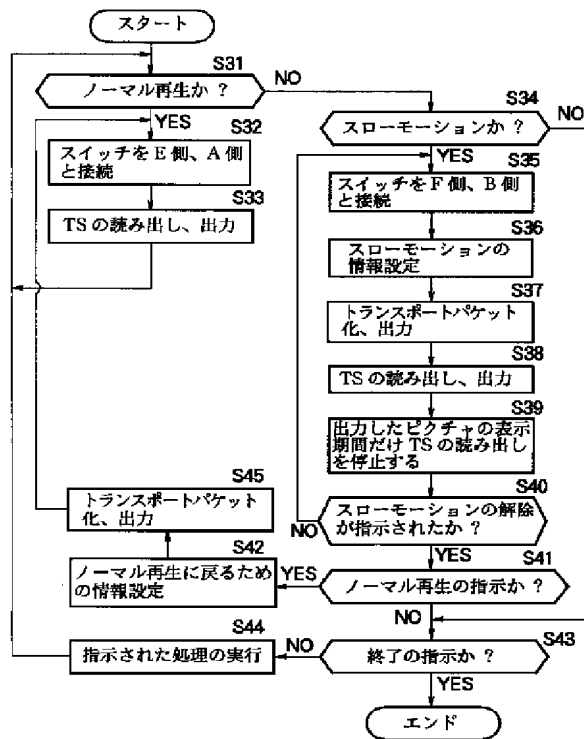 スタート
S31
ノーマル再生か?
NO
YES
S32
スイッチをE側、A側
と接続
S33
TSの読み出し、出力
S34
スローモーションか?
NO
YES
S35
スイッチをF側、B側
と接続
S36
スローモーションの
情報設定
S37
トランスポートパケット
化、出力
S38
TSの読み出し、出力
S39
出力したピクチャの表示
期間だけTSの読み出し
を停止する
S40
スローモーションの解除
が指示されたか?
NO
YES
S41
ノーマル再生の指示か?
YES
NO
S42
ノーマル再生に戻るため
の情報設定
S45
トランスポートパケット
化、出力
S43
終了の指示か?
NO
YES
S44
指示された処理の実行
エンド